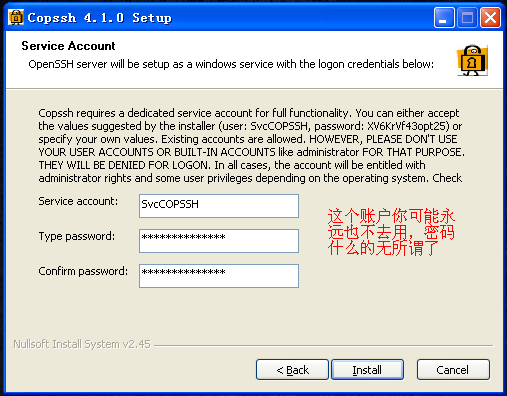 Copssh 4.1.0 Setup
Service Account
OpenSSH server will be setup as a windows service with the logon credentials below:
Copssh requires a dedicated service account for full functionality. You can either accept
the values suggested by the installer (user: SvcCOPSSH, password: XV6KrVf43opt25) or
specify your own values. Existing accounts are allowed. HOWEVER, PLEASE DON'T USE
YOUR USER ACCOUNTS OR BUILT-IN ACCOUNTS like administrator FOR THAT PURPOSE.
THEY WILL BE DENIED FOR LOGON. In all cases, the account will be entitled with
administrator rights and some user privileges depending on the operating system. Check
Service account:
SvcCOPSSH
Type password:
**************
Confirm password:
**************
这个账户你可能永
远也不去用，密码
什么的无所谓了
Nullsoft Install System v2.45
< Back
Install
Cancel